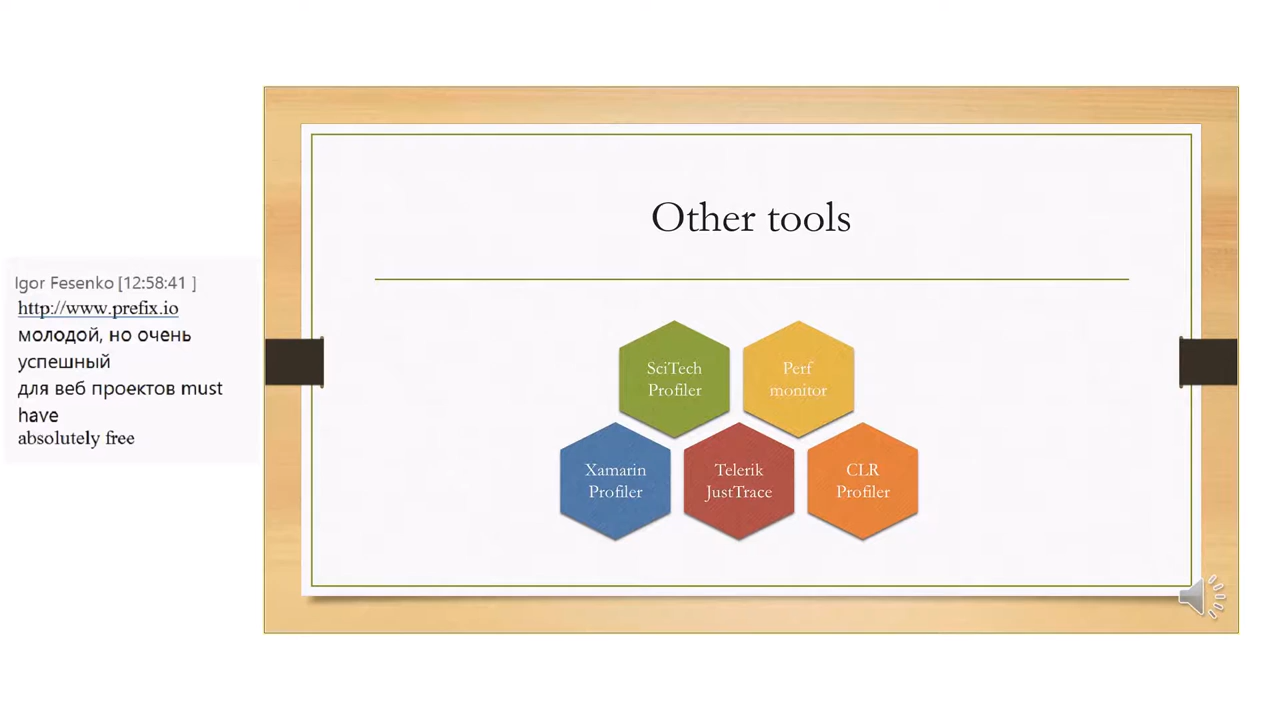 Other tools
Igor Fesenko [12:58:41 ]
http://www.prefix.io
молодой, но очень
успешный
для веб проектов must
have
absolutely free
SciTech
Profiler
Perf
monitor
Xamarin
Profiler
Telerik
JustTrace
CLR
Profiler